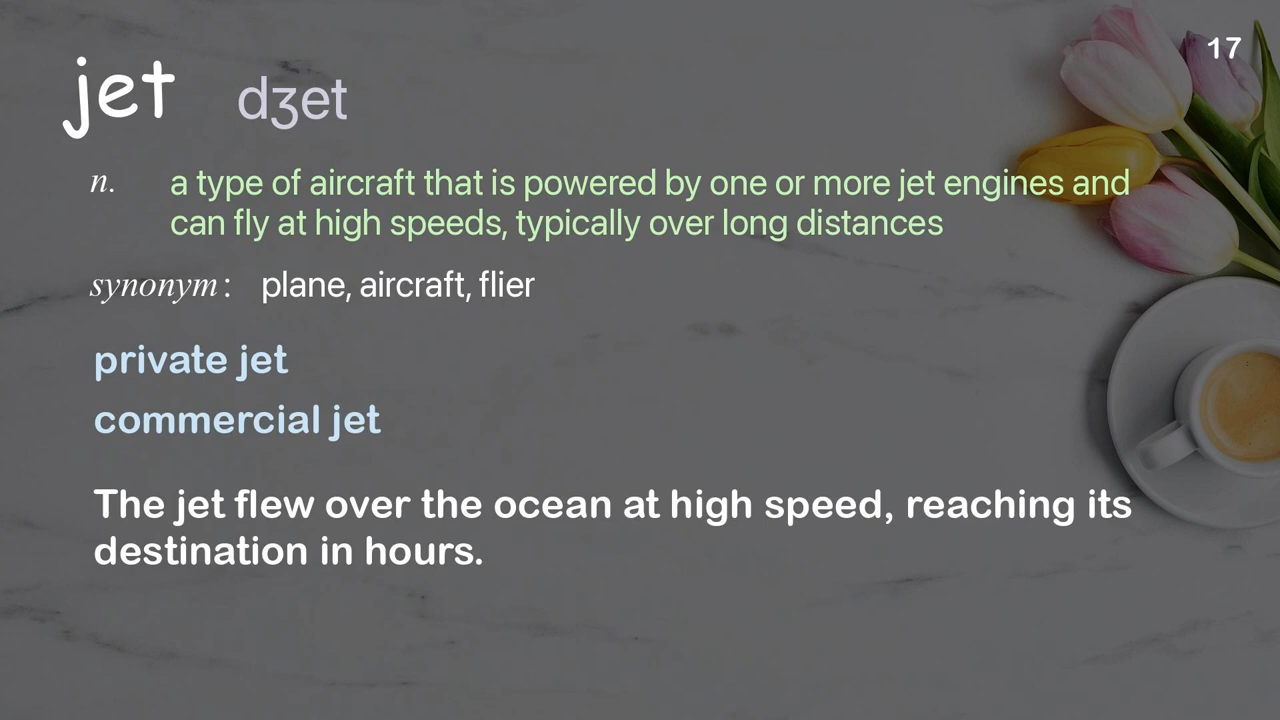 17
jet dʒet
n. a type of aircraft that is powered by one or more jet engines and
can fly at high speeds, typically over long distances
synonym: plane, aircraft, flier
private jet
commercial jet
The jet flew over the ocean at high speed, reaching its
destination in hours.